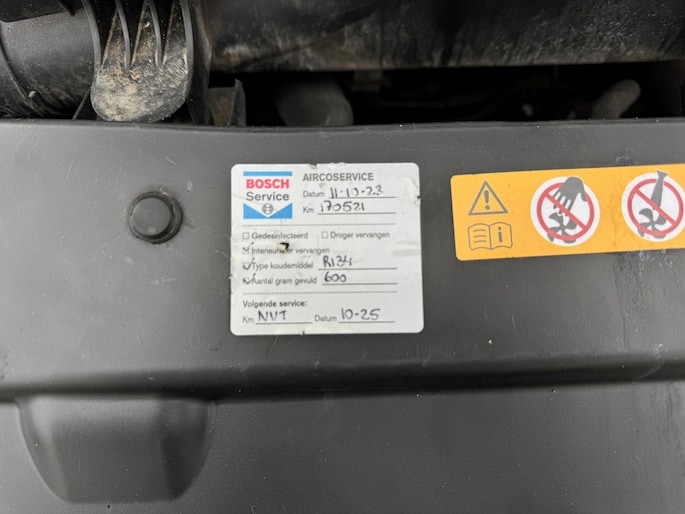 BOSCH
Service
AIRCOSERVICE
Datum 11-10-23
Km 170521
Gedesinfecteerd Droger vervangen
Interieurfilter vervangen
Type koudemiddel R134
Aantal gram gevuld 600
Volgende service:
Km NVT Datum 10-25